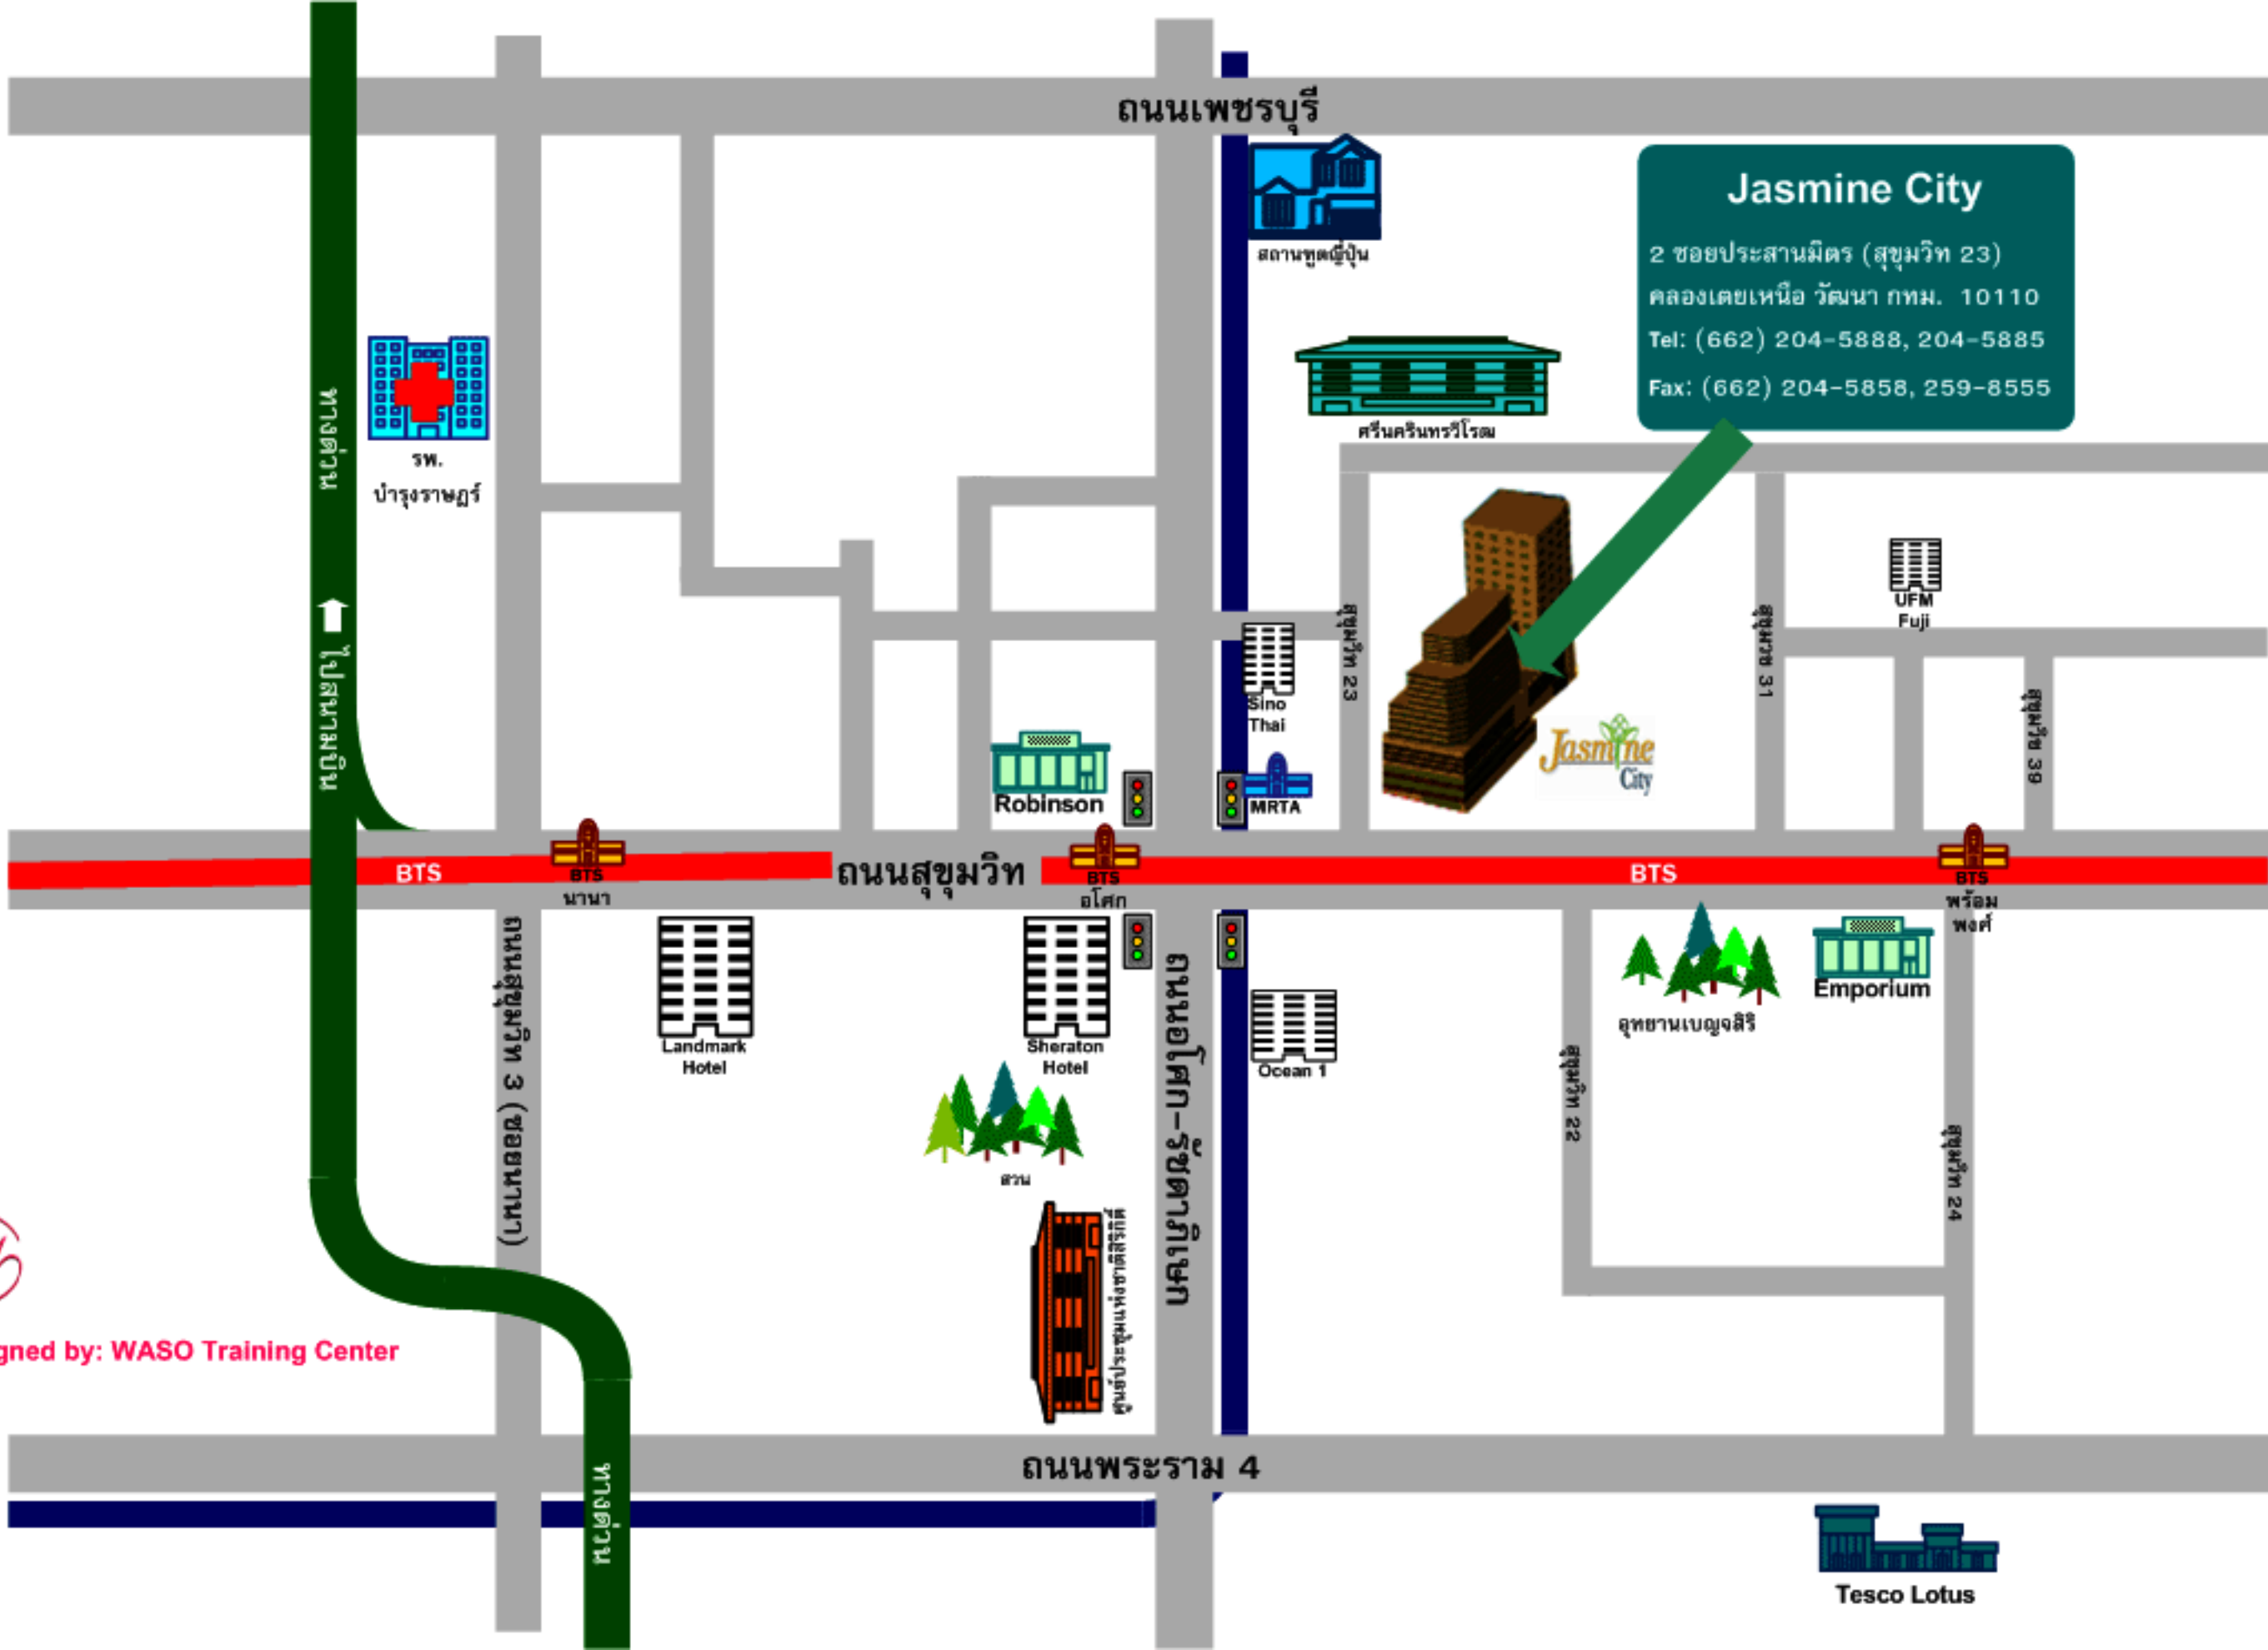 ถนนเพชรบุรี
สถานทูตญี่ปุ่น
Jasmine City
2 ซอยประสานมิตร (สุขุมวิท 23)
คลองเตยเหนือ วัฒนา กทม. 10110
Tel: (662) 204-5888, 204-5885
Fax: (662) 204-5858, 259-8555
ศรีนครินทรวิโรฒ
ทางด่วน
รพ.
บำรุงราษฎร์
ไปสนามบิน
UFM
Fuji
สุขุมวิท 23
สุขุมวิท 31
สุขุมวิท 39
Sino
Thai
Jasmine
City
Robinson
MRTA
BTS
BTS
นานา
ถนนสุขุมวิท
BTS
อโศก
BTS
BTS
พร้อม
พงศ์
ถนนสุขุมวิท 3 (ซอยนานา)
Landmark
Hotel
Sheraton
Hotel
ถนนอโศก-รัชดาภิเษก
Ocean 1
อุทยานเบญจสิริ
Emporium
สุขุมวิท 22
สุขุมวิท 24
สวน
ศูนย์ประชุมแห่งชาติสิริกิติ์
gned by: WASO Training Center
ถนนพระราม 4
ทางด่วน
Tesco Lotus